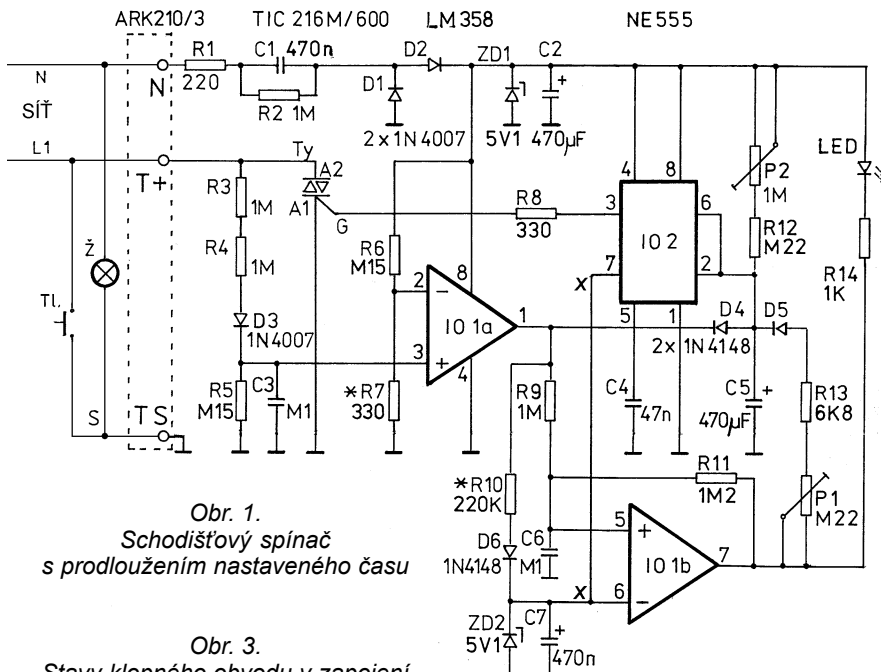 ARK210/3 TIC 216M/600 LM358 NE555
R1
220
C1 470n
R2 1M
D2
D1
2x1N4007
ZD1
5V1
C2
+
470µF
N
SÍŤ
L1
N
T+
Ty
A2
A1
G
R3
1M
R4
1M
D3
1N4007
R5
M15
C3
M1
Ž
Tl.
S
TS
R6
M15
*R7
330
R8
330
2
−
3
+
8
4
1
IO 1a
4
8
3
6
7
2
5
1
IO 2
x
P2
1M
R12
M22
LED
R14
1K
D4
D5
2x 1N4148
C4
47n
C5
+
470µF
R13
6K8
P1
M22
R9
1M
*R10
220K
R11
1M2
D6
1N4148
C6
M1
5
+
6
−
7
IO 1b
x
ZD2
5V1
C7
+
470n
Obr. 1.
Schodišťový spínač
s prodloužením nastaveného času
Obr. 3.
Stavy klopného obvodu v zapojení